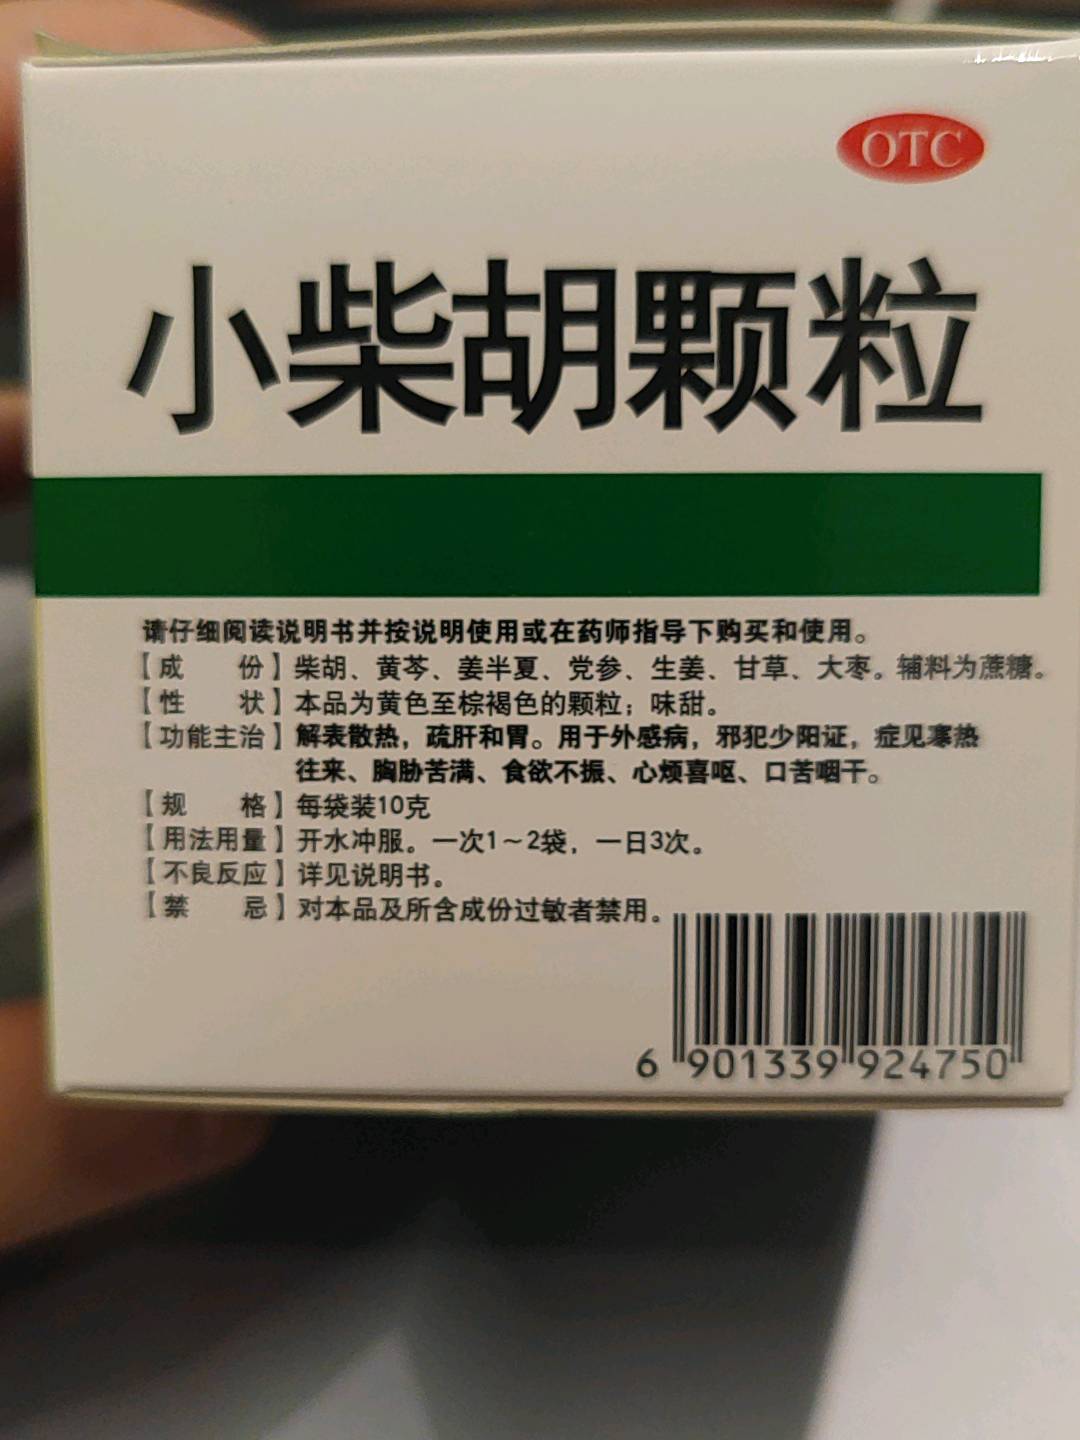 OTC
小柴胡颗粒
请仔细阅读说明书并按说明使用或在药师指导下购买和使用。
【成　　份】柴胡、黄芩、姜半夏、党参、生姜、甘草、大枣。辅料为蔗糖。
【性　　状】本品为黄色至棕褐色的颗粒；味甜。
【功能主治】解表散热，疏肝和胃。用于外感病，邪犯少阳证，症见寒热
往来、胸胁苦满、食欲不振、心烦喜呕、口苦咽干。
【规　　格】每袋装10克
【用法用量】开水冲服。一次1～2袋，一日3次。
【不良反应】详见说明书。
【禁　　忌】对本品及所含成份过敏者禁用。
6 901339 924750